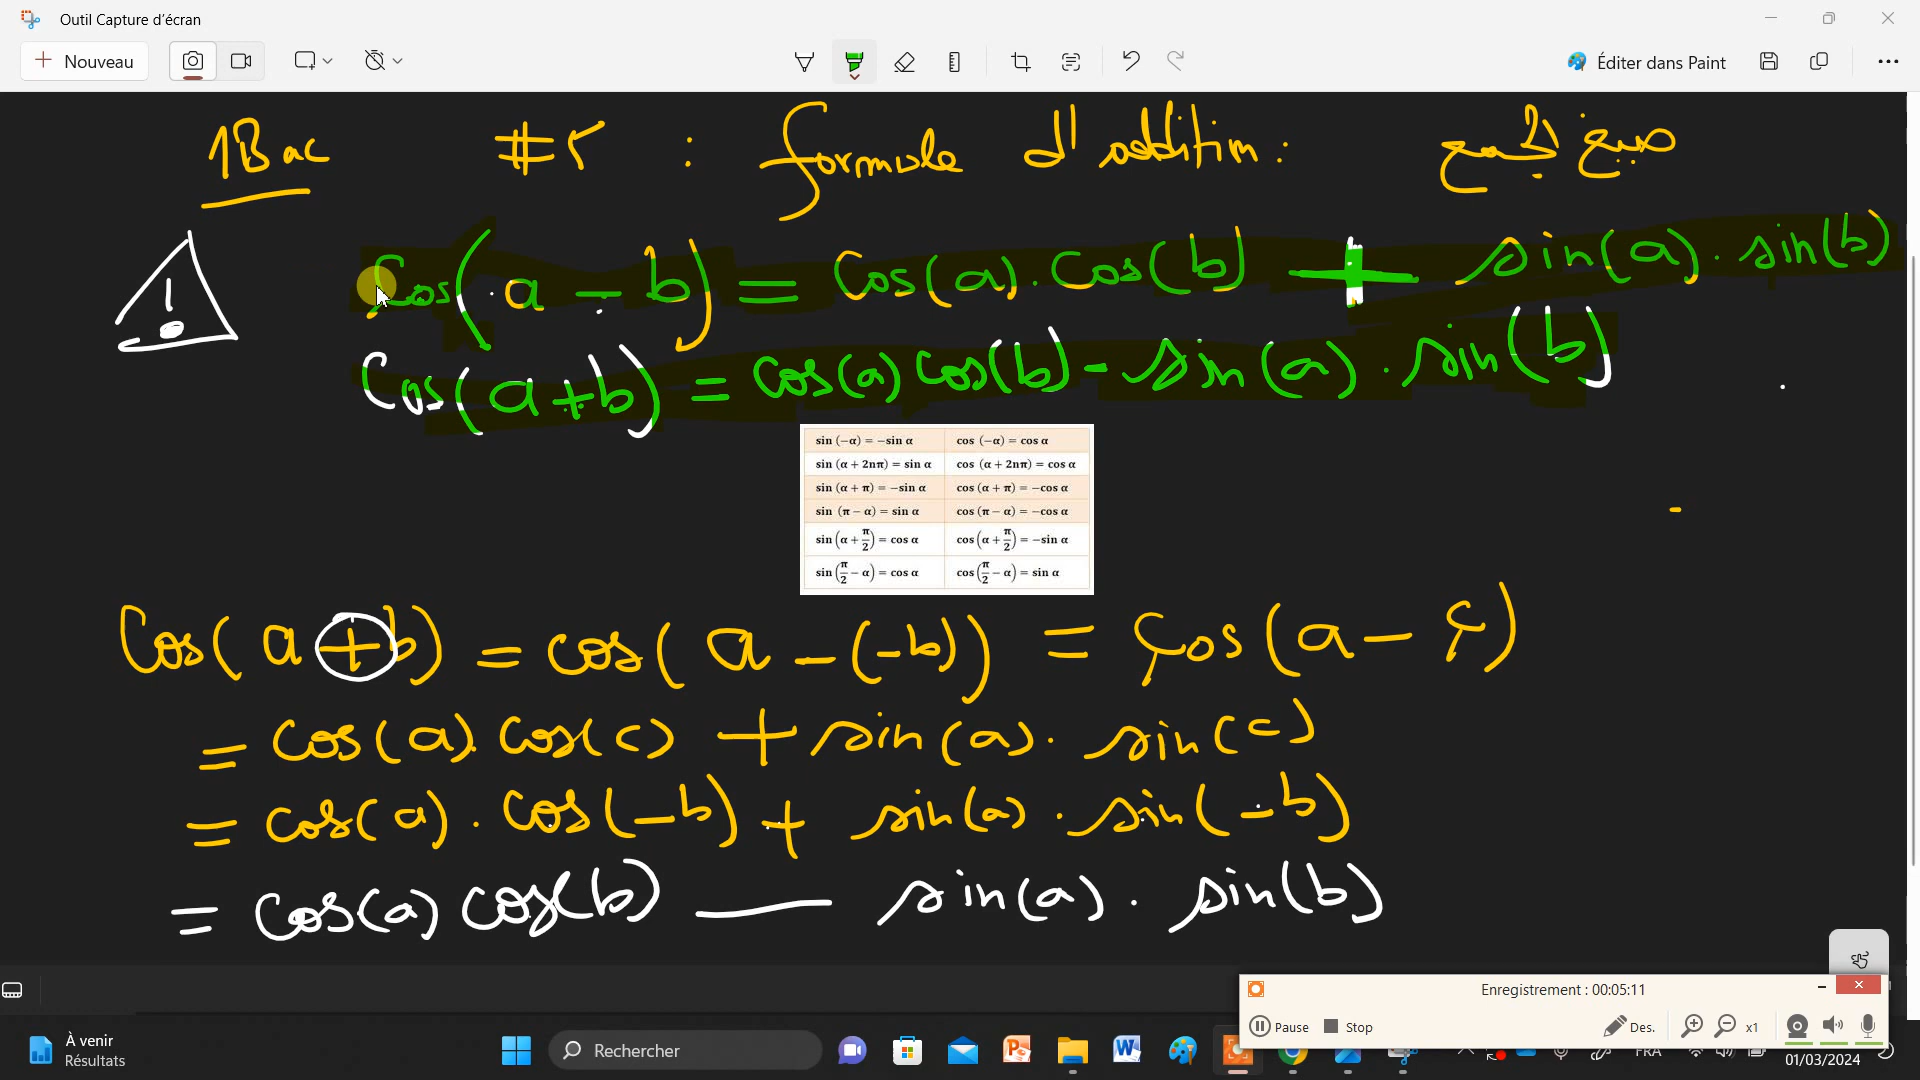 Outil Capture d'écran
Nouveau
Éditer dans Paint
1Bac #5 : formule d'addition : صيغ الجمع
!
Cos(a - b) = Cos(a).Cos(b) + sin(a).sin(b)
Cos(a+b) = Cos(a) Cos(b) - sin(a).sin(b)
sin (−α) = −sin α cos (−α) = cos α
sin (α + 2nπ) = sin α cos (α + 2nπ) = cos α
sin (α + π) = −sin α cos (α + π) = −cos α
sin (π − α) = sin α cos (π − α) = −cos α
sin (α + π/2) = cos α cos (α + π/2) = −sin α
sin (π/2 − α) = cos α cos (π/2 − α) = sin α
Cos(a+b) = cos(a - (-b)) = Cos(a - c)
= cos(a). cos(c) + sin(a). sin(c)
= cos(a). cos(-b) + sin(a). sin(-b)
= cos(a) cos(b) - sin(a). sin(b)
Enregistrement : 00:05:11
Pause Stop Des. x1
À venir
Résultats
Rechercher
FRA
01/03/2024